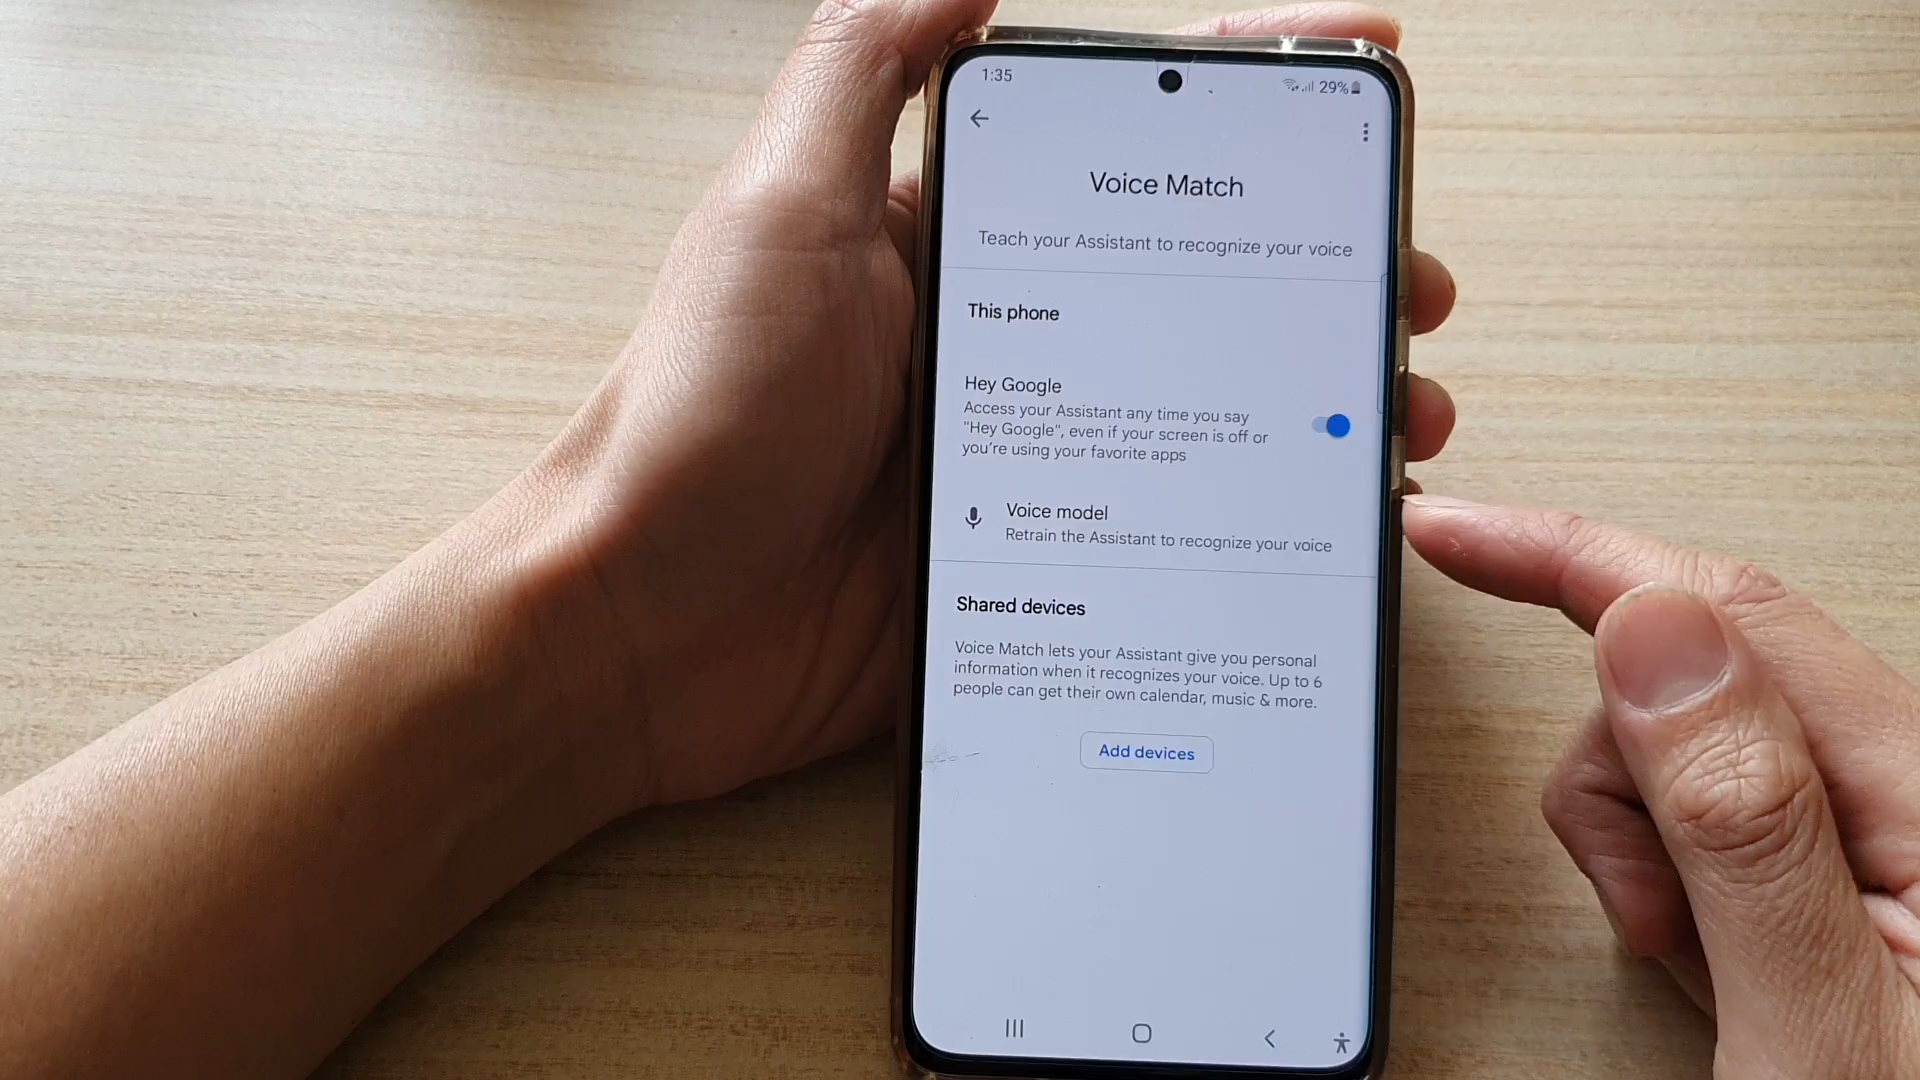 1:35
29%
Voice Match
Teach your Assistant to recognize your voice
This phone
Hey Google
Access your Assistant any time you say
"Hey Google", even if your screen is off or
you're using your favorite apps
Voice model
Retrain the Assistant to recognize your voice
Shared devices
Voice Match lets your Assistant give you personal
information when it recognizes your voice. Up to 6
people can get their own calendar, music & more.
Add devices